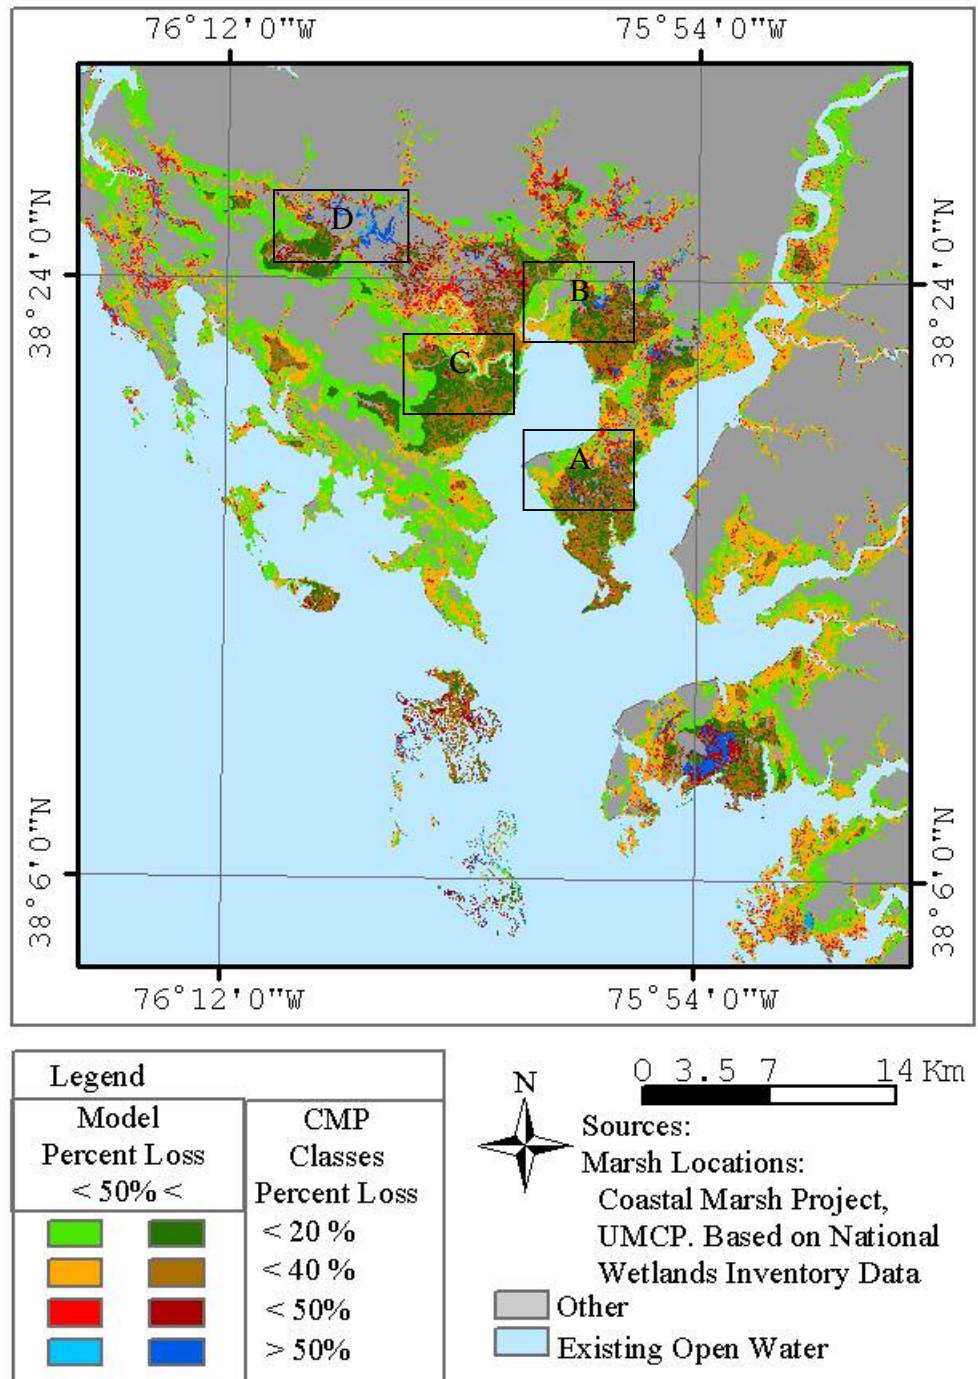 76°12'0"W 75°54'0"W
38°24'0"N
38°24'0"N
D
B
C
A
38°6'0"N
38°6'0"N
76°12'0"W 75°54'0"W
Legend
Model
Percent Loss
< 50% <
CMP
Classes
Percent Loss
< 20 %
< 40 %
< 50%
> 50%
N
0 3.5 7 14 Km
Sources:
Marsh Locations:
Coastal Marsh Project,
UMCP. Based on National
Wetlands Inventory Data
Other
Existing Open Water